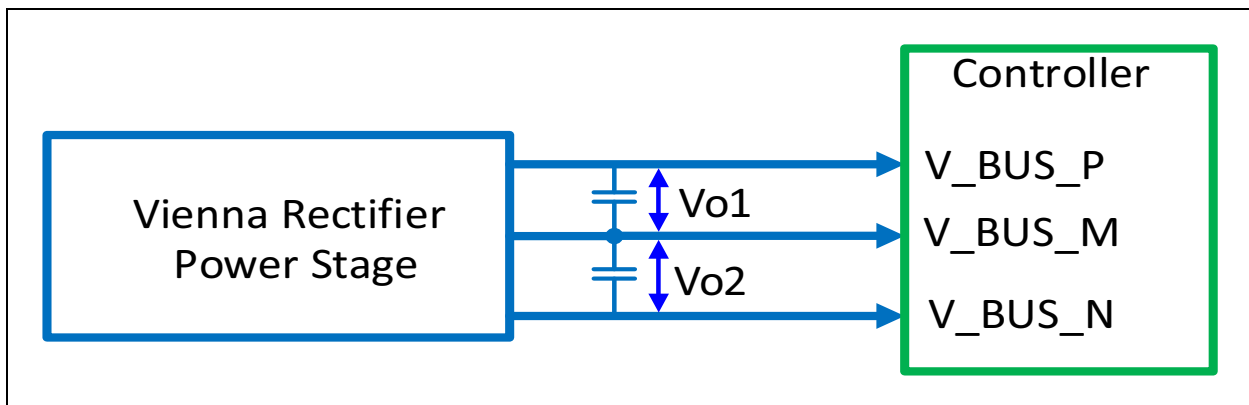 Controller
Vienna Rectifier
Power Stage
V_BUS_P
Vo1
V_BUS_M
Vo2
V_BUS_N